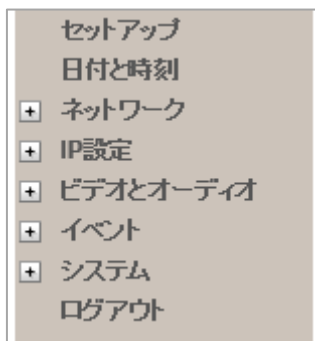 セットアップ
日付と時刻
ネットワーク
IP設定
ビデオとオーディオ
イベント
システム
ログアウト